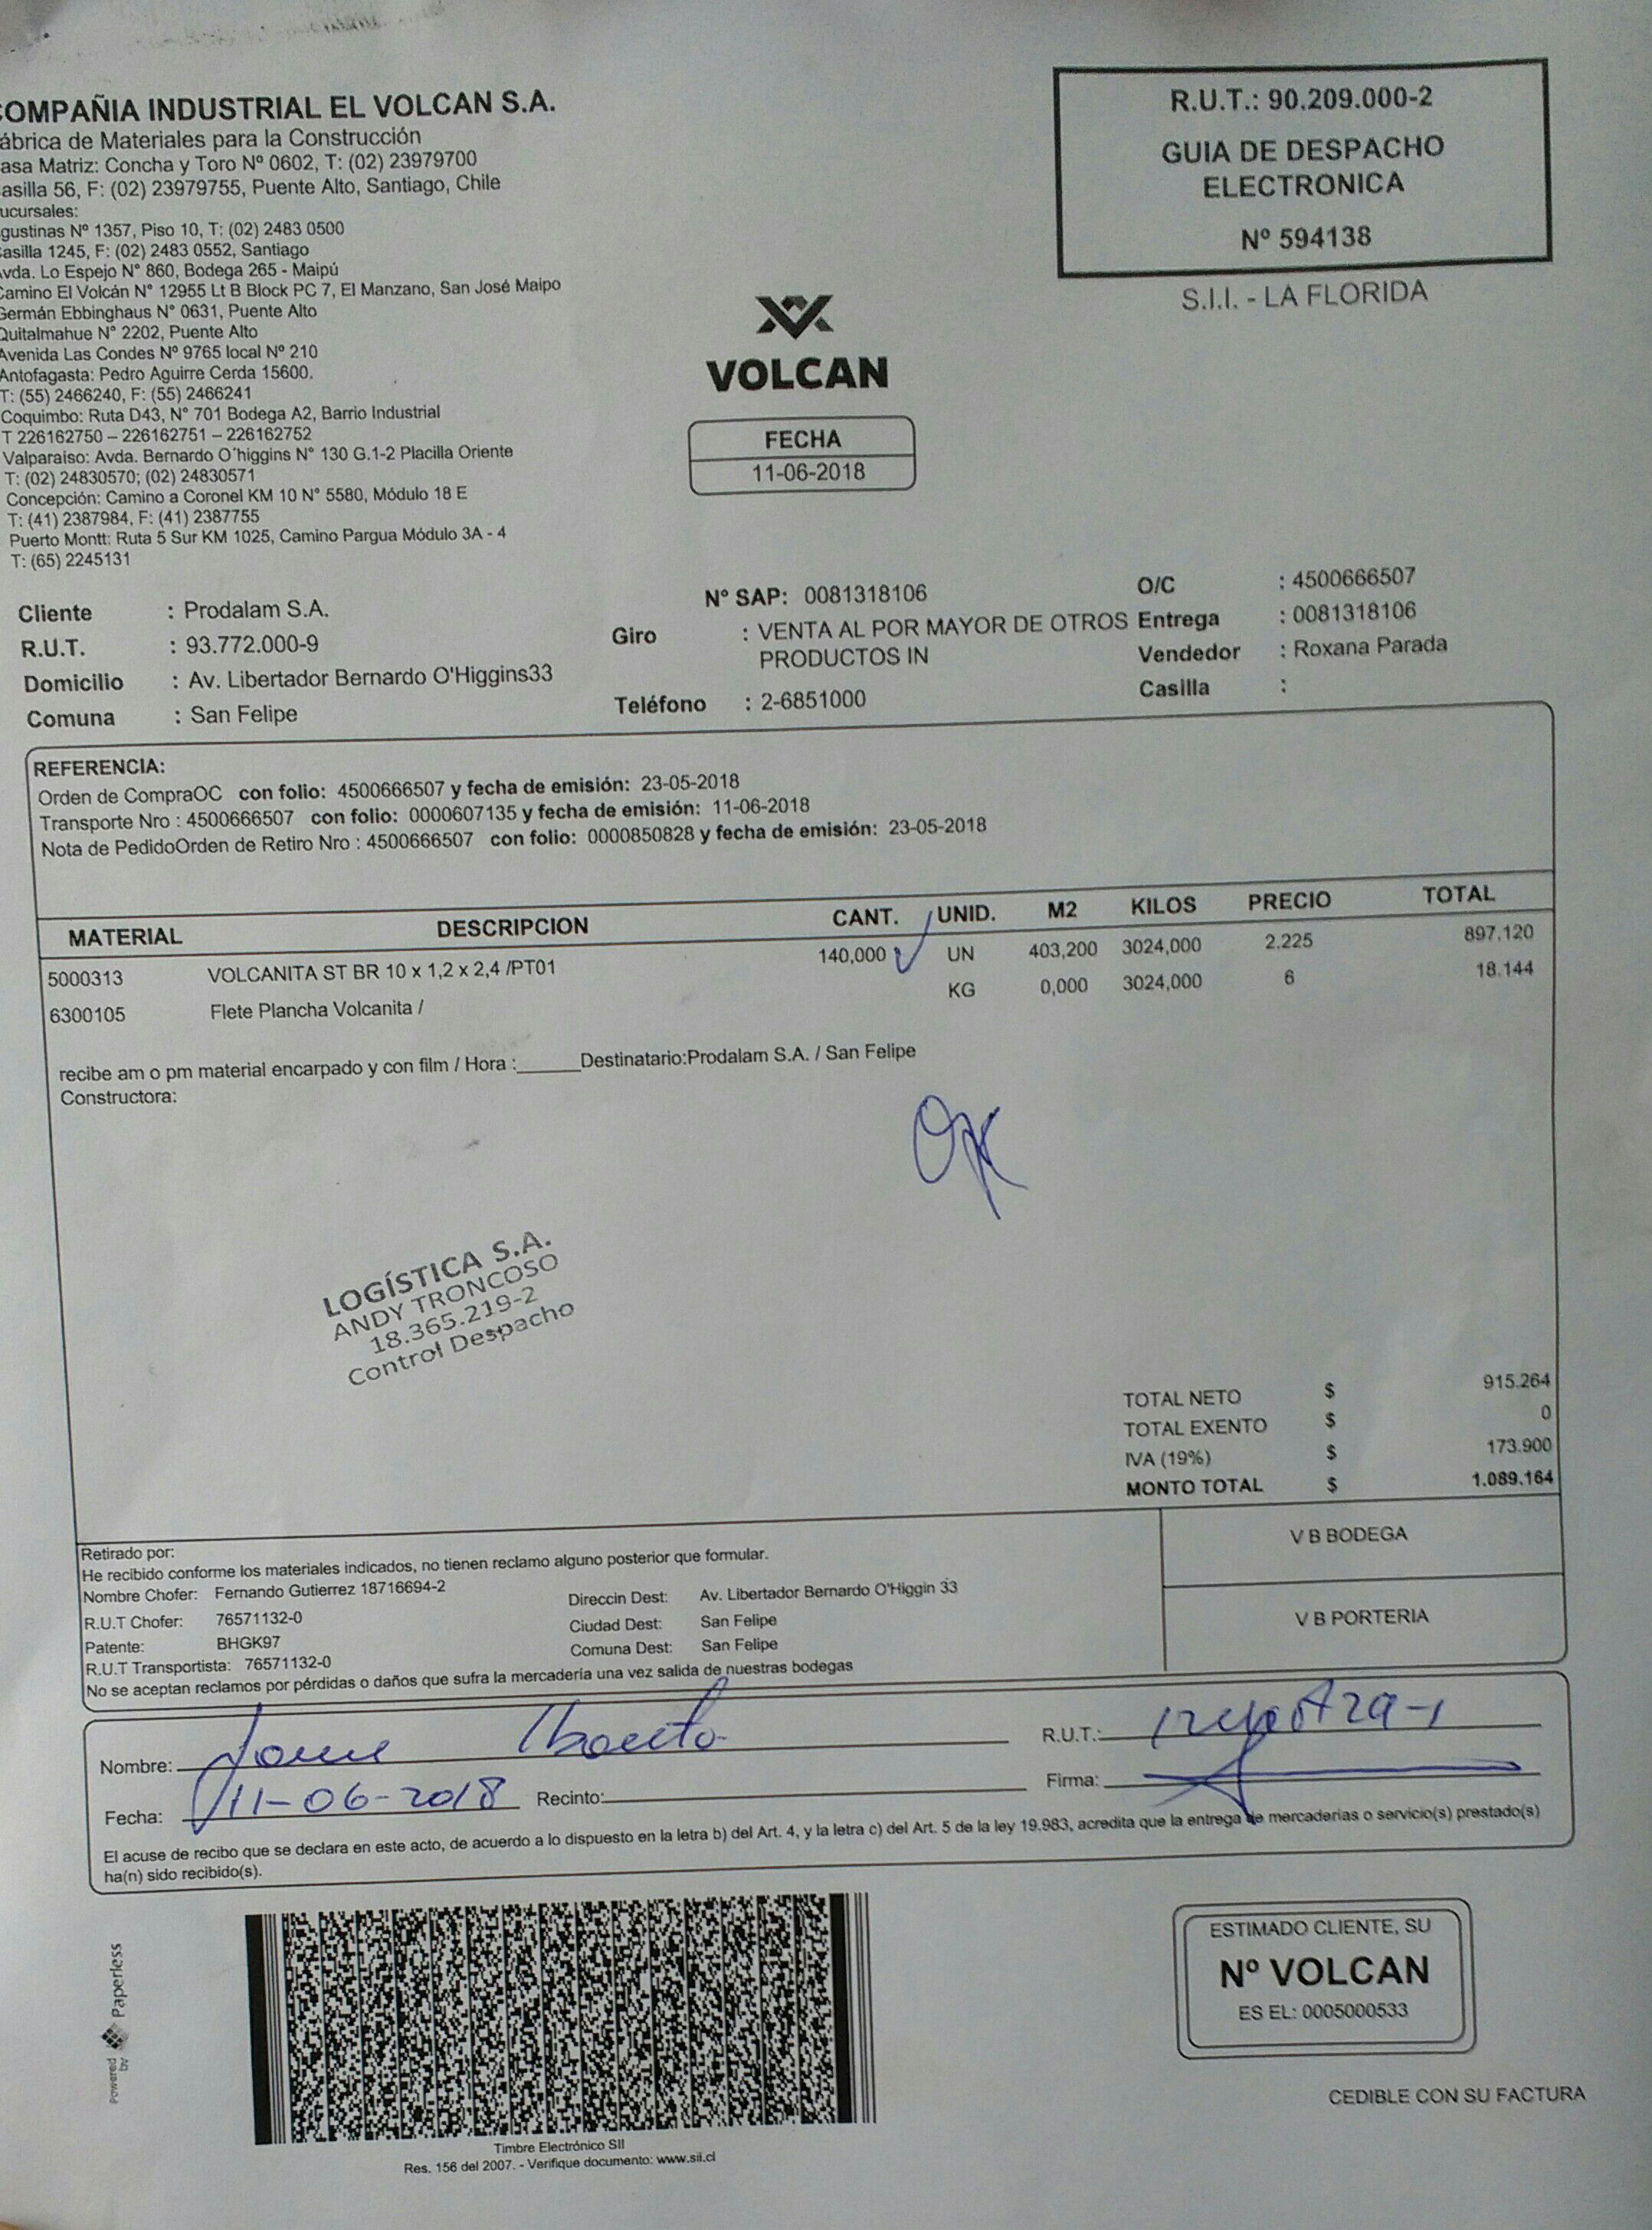 COMPAÑIA INDUSTRIAL EL VOLCAN S.A.
ábrica de Materiales para la Construcción
asa Matriz: Concha y Toro Nº 0602, T: (02) 23979700
asilla 56, F: (02) 23979755, Puente Alto, Santiago, Chile
ucursales:
gustinas Nº 1357, Piso 10, T: (02) 2483 0500
asilla 1245, F: (02) 2483 0552, Santiago
Avda. Lo Espejo N° 860, Bodega 265 - Maipú
Camino El Volcán N° 12955 Lt B Block PC 7, El Manzano, San José Maipo
Germán Ebbinghaus N° 0631, Puente Alto
Quitalmahue N° 2202, Puente Alto
Avenida Las Condes Nº 9765 local Nº 210
Antofagasta: Pedro Aguirre Cerda 15600.
T: (55) 2466240, F: (55) 2466241
Coquimbo: Ruta D43, N° 701 Bodega A2, Barrio Industrial
T 226162750 – 226162751 – 226162752
Valparaíso: Avda. Bernardo O´higgins N° 130 G.1-2 Placilla Oriente
T: (02) 24830570; (02) 24830571
Concepción: Camino a Coronel KM 10 N° 5580, Módulo 18 E
T: (41) 2387984, F: (41) 2387755
Puerto Montt: Ruta 5 Sur KM 1025, Camino Pargua Módulo 3A - 4
T: (65) 2245131
R.U.T.: 90.209.000-2
GUIA DE DESPACHO
ELECTRONICA
Nº 594138
S.I.I. - LA FLORIDA
VOLCAN
FECHA
11-06-2018
Cliente : Prodalam S.A.
R.U.T. : 93.772.000-9
Domicilio : Av. Libertador Bernardo O'Higgins33
Comuna : San Felipe
Nº SAP: 0081318106
Giro : VENTA AL POR MAYOR DE OTROS
PRODUCTOS IN
Teléfono : 2-6851000
O/C : 4500666507
Entrega : 0081318106
Vendedor : Roxana Parada
Casilla :
REFERENCIA:
Orden de CompraOC con folio: 4500666507 y fecha de emisión: 23-05-2018
Transporte Nro : 4500666507 con folio: 0000607135 y fecha de emisión: 11-06-2018
Nota de PedidoOrden de Retiro Nro : 4500666507 con folio: 0000850828 y fecha de emisión: 23-05-2018
MATERIAL DESCRIPCION CANT. UNID. M2 KILOS PRECIO TOTAL
5000313 VOLCANITA ST BR 10 x 1,2 x 2,4 /PT01 140,000 UN 403,200 3024,000 2.225 897.120
6300105 Flete Plancha Volcanita / KG 0,000 3024,000 6 18.144
recibe am o pm material encarpado y con film / Hora :______Destinatario:Prodalam S.A. / San Felipe
Constructora:
OK
LOGÍSTICA S.A.
ANDY TRONCOSO
18.365.219-2
Control Despacho
TOTAL NETO $ 915.264
TOTAL EXENTO $ 0
IVA (19%) $ 173.900
MONTO TOTAL $ 1.089.164
Retirado por:
He recibido conforme los materiales indicados, no tienen reclamo alguno posterior que formular.
Nombre Chofer: Fernando Gutierrez 18716694-2
R.U.T Chofer: 76571132-0
Patente: BHGK97
R.U.T Transportista: 76571132-0
Direccin Dest: Av. Libertador Bernardo O'Higgin 33
Ciudad Dest: San Felipe
Comuna Dest: San Felipe
No se aceptan reclamos por pérdidas o daños que sufra la mercadería una vez salida de nuestras bodegas
V B BODEGA
V B PORTERIA
Nombre:
R.U.T.:
Fecha: 11-06-2018 Recinto:
Firma:
El acuse de recibo que se declara en este acto, de acuerdo a lo dispuesto en la letra b) del Art. 4, y la letra c) del Art. 5 de la ley 19.983, acredita que la entrega de mercaderías o servicio(s) prestado(s)
ha(n) sido recibido(s).
Powered by Paperless
Timbre Electrónico SII
Res. 156 del 2007. - Verifique documento: www.sii.cl
ESTIMADO CLIENTE, SU
Nº VOLCAN
ES EL: 0005000533
CEDIBLE CON SU FACTURA